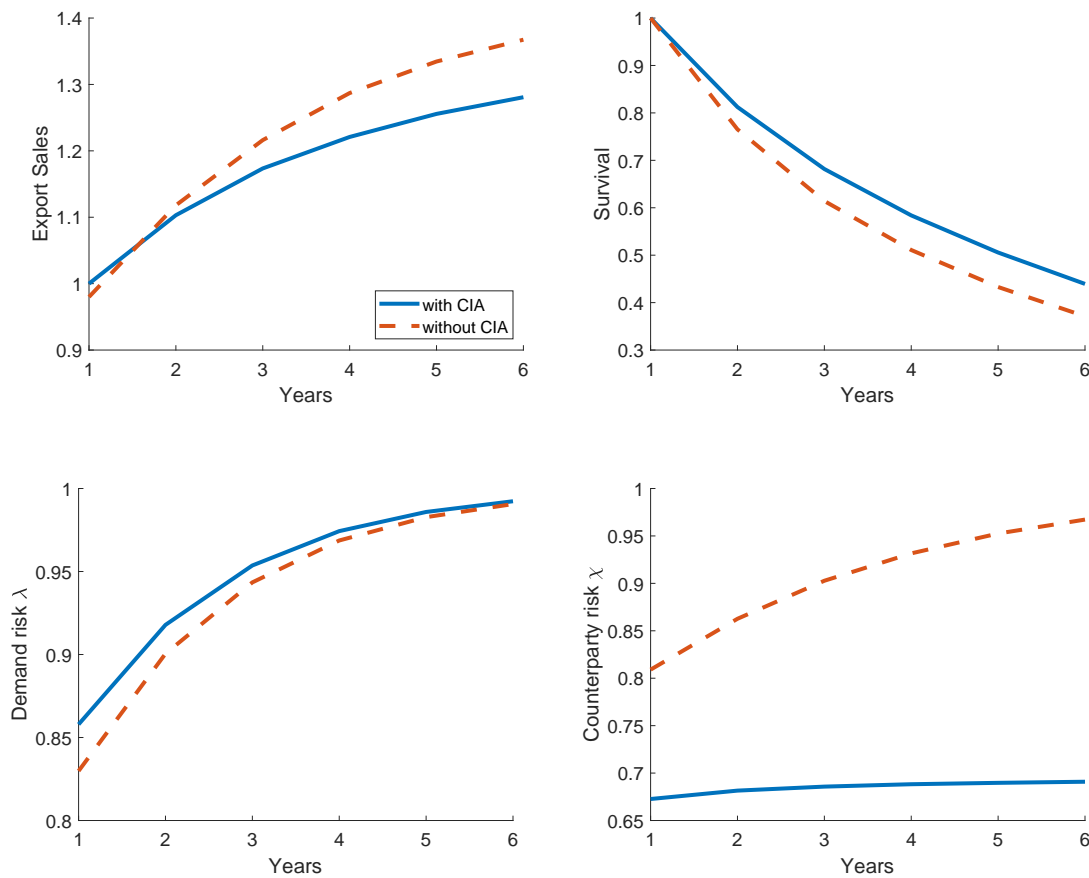 1.4
1.3
1.2
1.1
1
0.9
Export Sales
with CIA
without CIA
1 2 3 4 5 6
Years
1
0.9
0.8
0.7
0.6
0.5
0.4
0.3
Survival
1 2 3 4 5 6
Years
1
0.95
0.9
0.85
0.8
Demand risk λ
1 2 3 4 5 6
Years
1
0.95
0.9
0.85
0.8
0.75
0.7
0.65
Counterparty risk χ
1 2 3 4 5 6
Years